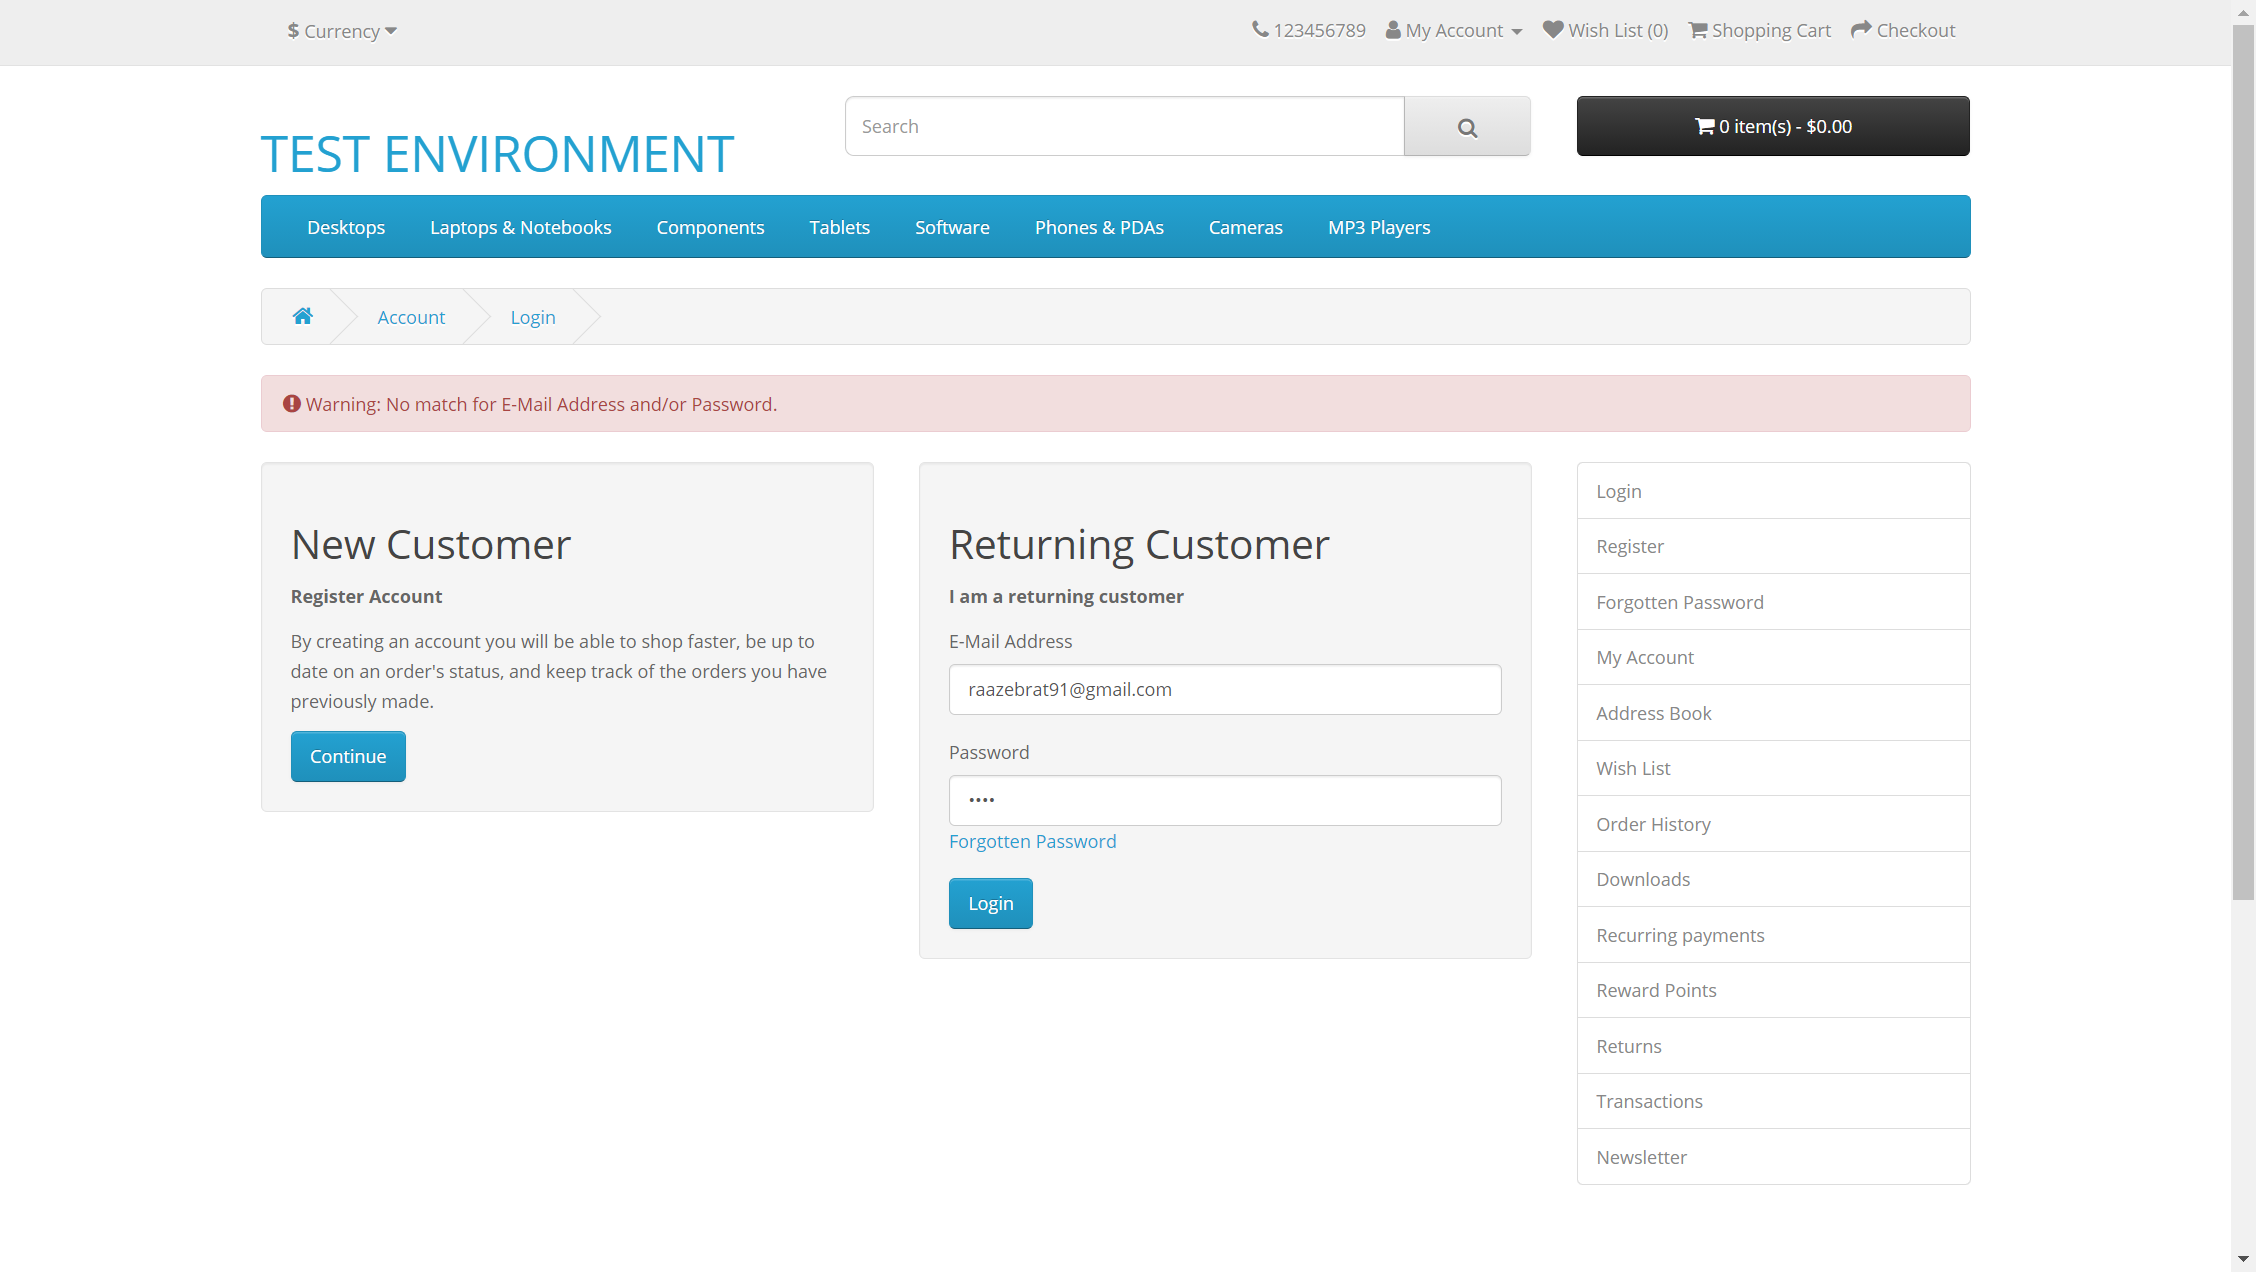 $ Currency
123456789 My Account Wish List (0) Shopping Cart Checkout
TEST ENVIRONMENT
Search
0 item(s) - $0.00
Desktops Laptops & Notebooks Components Tablets Software Phones & PDAs Cameras MP3 Players
Account Login
Warning: No match for E-Mail Address and/or Password.
New Customer
Register Account
By creating an account you will be able to shop faster, be up to
date on an order's status, and keep track of the orders you have
previously made.
Continue
Returning Customer
I am a returning customer
E-Mail Address
raazebrat91@gmail.com
Password
••••
Forgotten Password
Login
Login
Register
Forgotten Password
My Account
Address Book
Wish List
Order History
Downloads
Recurring payments
Reward Points
Returns
Transactions
Newsletter